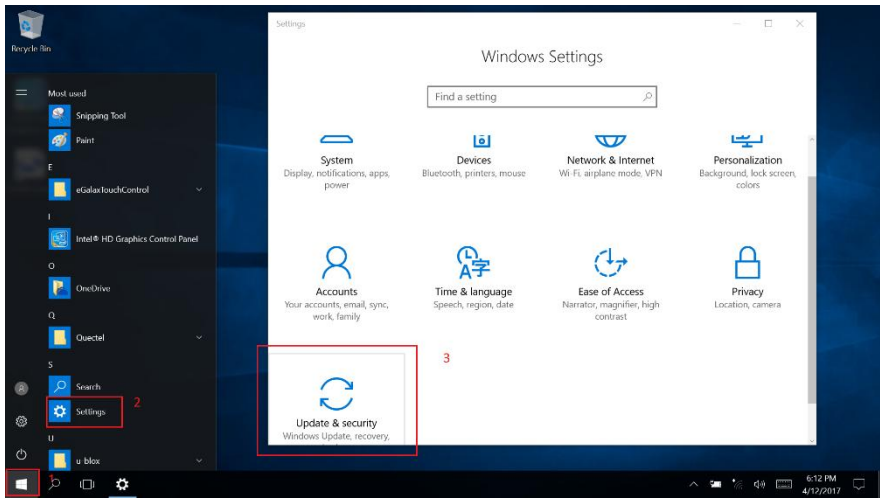 Recycle Bin
Most used
Snipping Tool
Paint
E
eGalaxTouchControl
I
Intel® HD Graphics Control Panel
O
OneDrive
Q
Quectel
S
Search
Settings
2
U
u-blox
1
Settings
Windows Settings
Find a setting
System
Display, notifications, apps,
power
Devices
Bluetooth, printers, mouse
Network & Internet
Wi-Fi, airplane mode, VPN
Personalization
Background, lock screen,
colors
Accounts
Your accounts, email, sync,
work, family
A字
Time & language
Speech, region, date
Ease of Access
Narrator, magnifier, high
contrast
Privacy
Location, camera
3
Update & security
Windows Update, recovery,
6:12 PM
4/12/2017